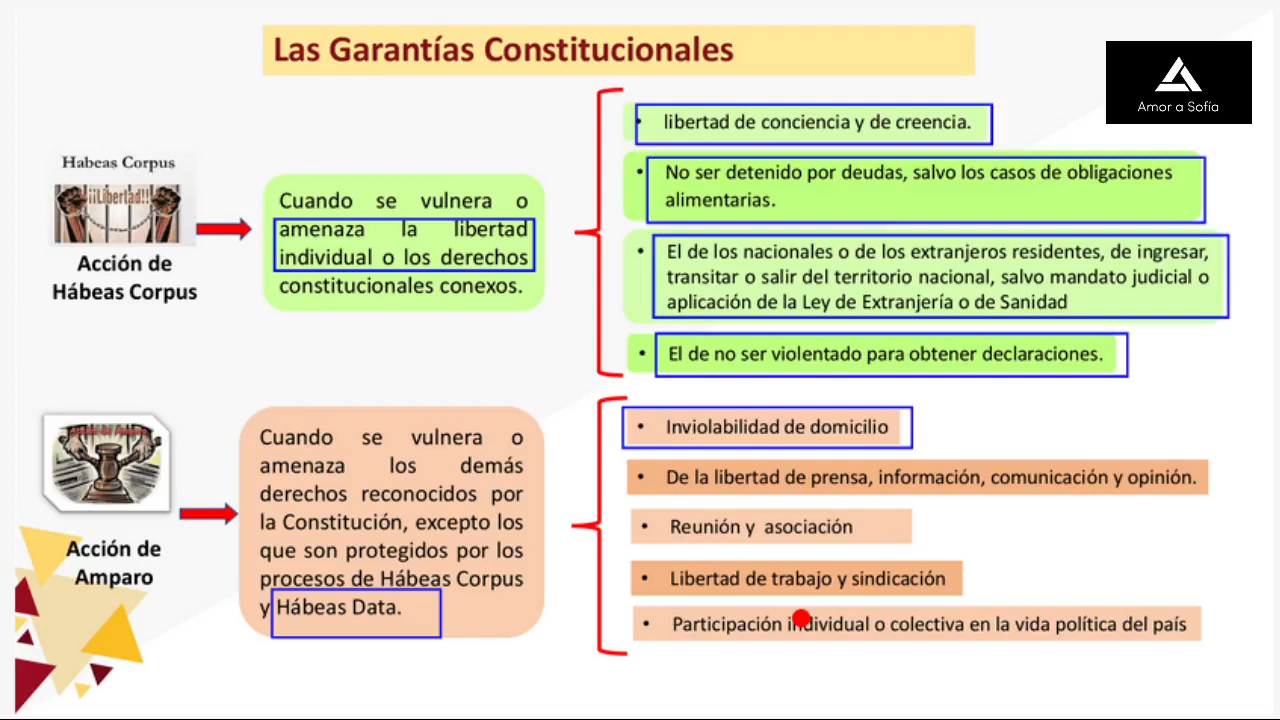 Las Garantías Constitucionales
Amor a Sofía
Habeas Corpus
¡¡Libertad!!
Acción de
Hábeas Corpus
Cuando se vulnera o
amenaza la libertad
individual o los derechos
constitucionales conexos.
• libertad de conciencia y de creencia.
• No ser detenido por deudas, salvo los casos de obligaciones
alimentarias.
• El de los nacionales o de los extranjeros residentes, de ingresar,
transitar o salir del territorio nacional, salvo mandato judicial o
aplicación de la Ley de Extranjería o de Sanidad
• El de no ser violentado para obtener declaraciones.
Acción de
Amparo
Cuando se vulnera o
amenaza los demás
derechos reconocidos por
la Constitución, excepto los
que son protegidos por los
procesos de Hábeas Corpus
y Hábeas Data.
• Inviolabilidad de domicilio
• De la libertad de prensa, información, comunicación y opinión.
• Reunión y asociación
• Libertad de trabajo y sindicación
• Participación individual o colectiva en la vida política del país